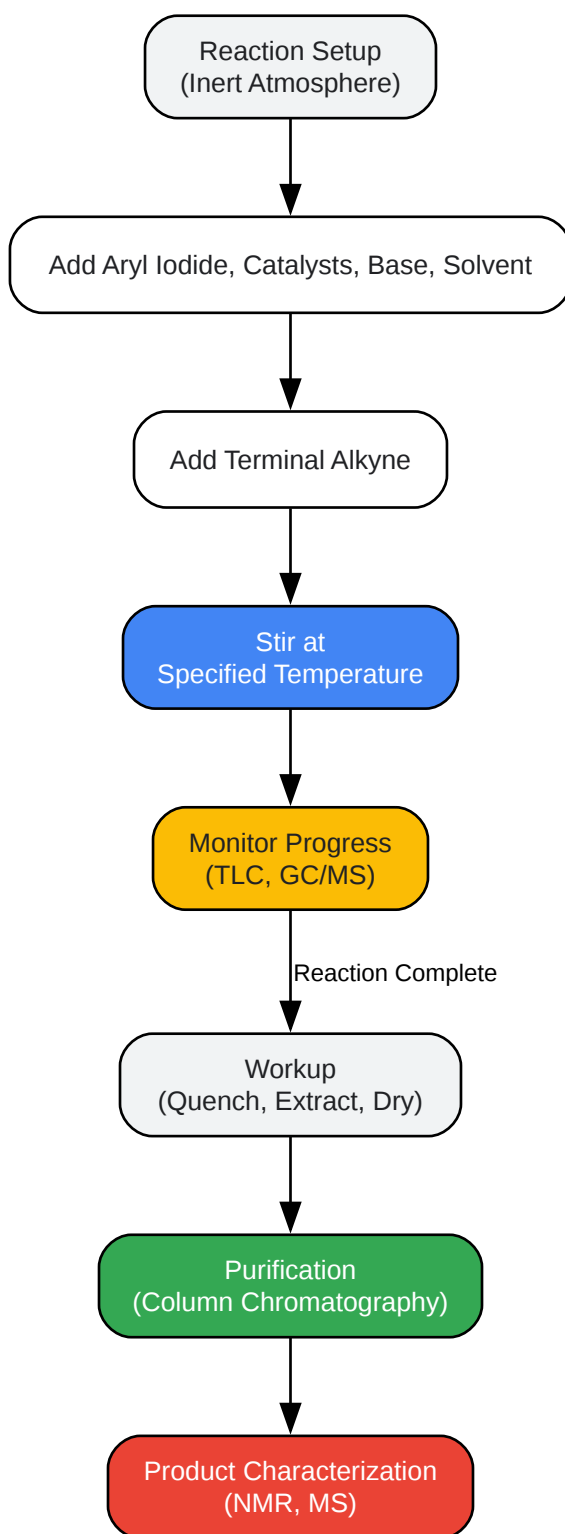 Reaction Setup
(Inert Atmosphere)
Add Aryl Iodide, Catalysts, Base, Solvent
Add Terminal Alkyne
Stir at
Specified Temperature
Monitor Progress
(TLC, GC/MS)
Reaction Complete
Workup
(Quench, Extract, Dry)
Purification
(Column Chromatography)
Product Characterization
(NMR, MS)